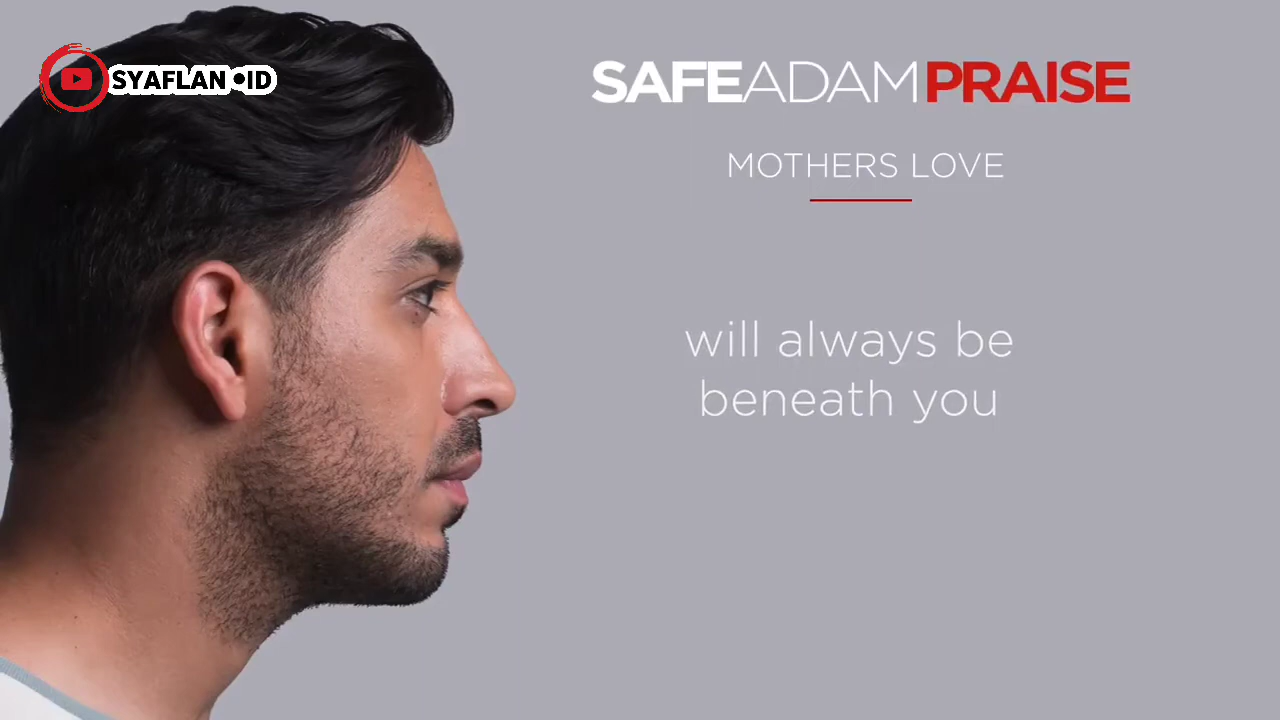 SYAFLAN•ID
SAFEADAMPRAISE
MOTHERS LOVE
will always be
beneath you